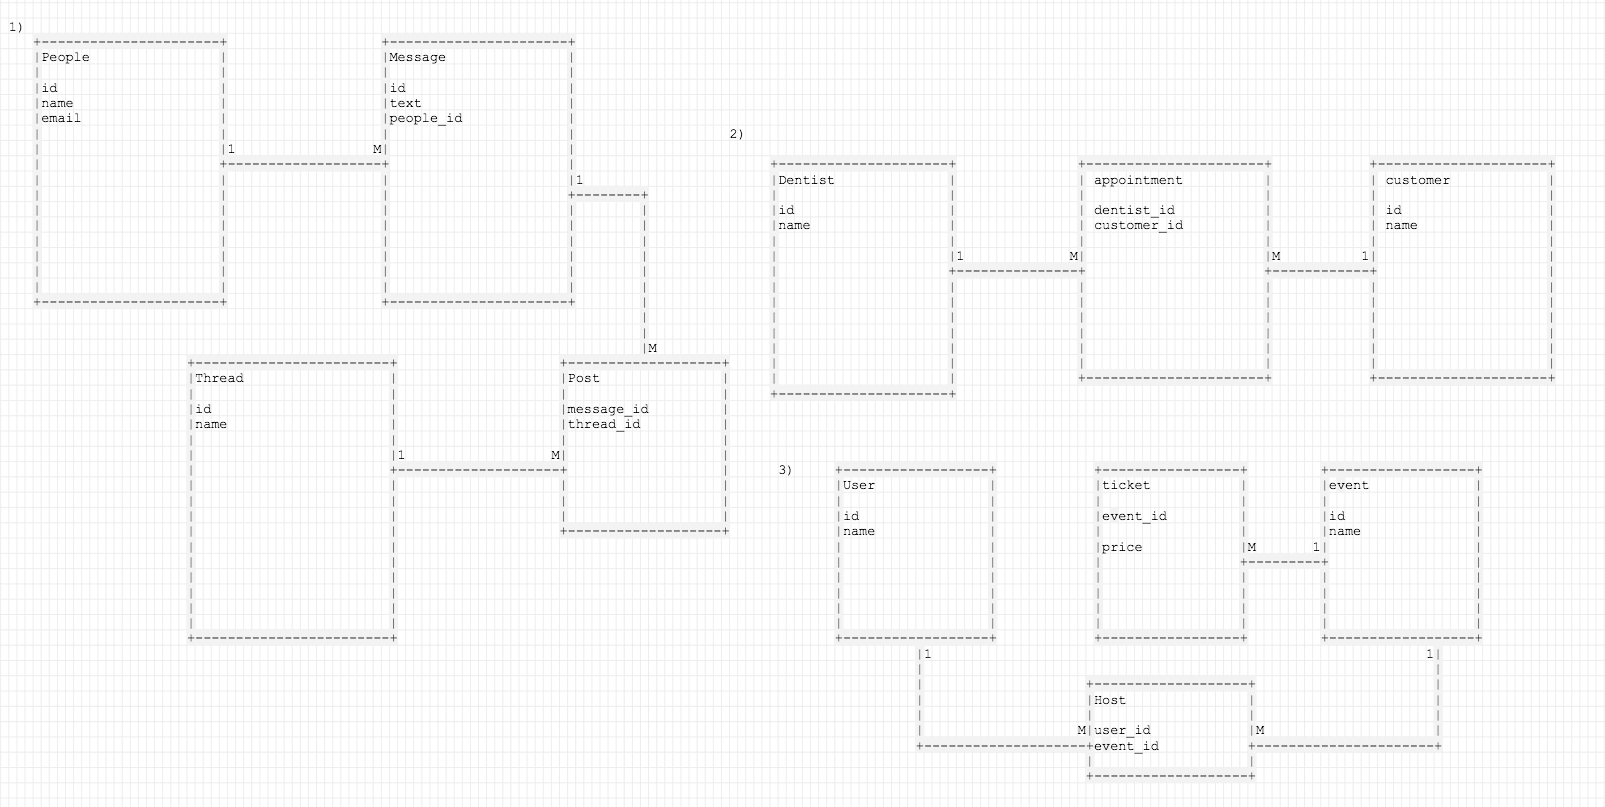 1)
People
id
name
email
1
M
Message
id
text
people_id
1
M
Thread
id
name
1
M
Post
message_id
thread_id
2)
Dentist
id
name
1
M
appointment
dentist_id
customer_id
M
1
customer
id
name
3)
User
id
name
1
ticket
event_id
price
M
1
event
id
name
1
Host
M
user_id
event_id
M